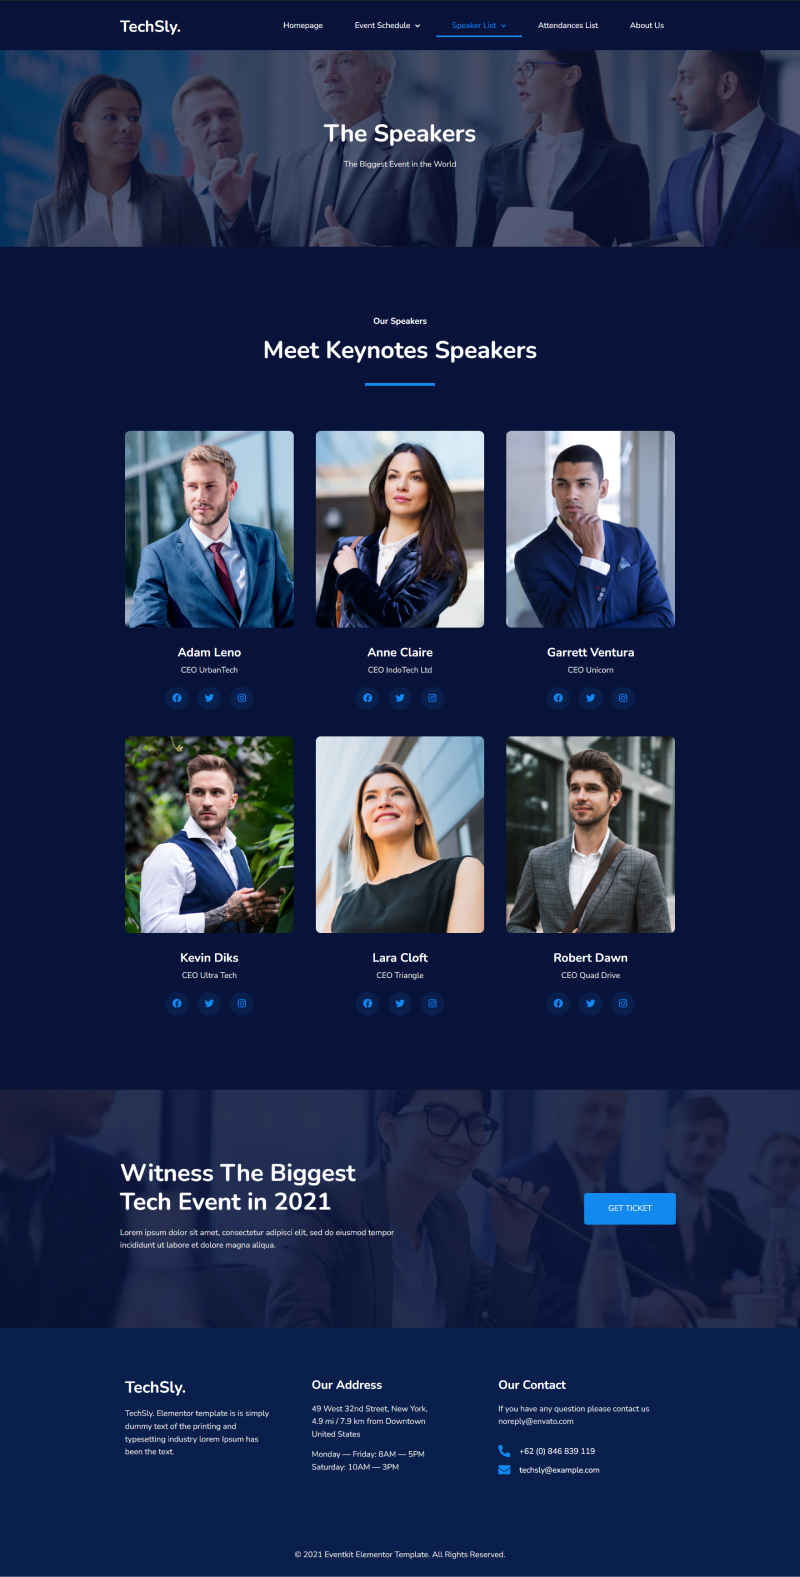 TechSly.
Homepage
Event Schedule
Speaker List
Attendances List
About Us
The Speakers
The Biggest Event in the World
Our Speakers
Meet Keynotes Speakers
Adam Leno
CEO UrbanTech
Anne Claire
CEO IndoTech Ltd
Garrett Ventura
CEO Unicorn
Kevin Diks
CEO Ultra Tech
Lara Cloft
CEO Triangle
Robert Dawn
CEO Quad Drive
Witness The Biggest
Tech Event in 2021
Lorem ipsum dolor sit amet, consectetur adipisci elit, sed do eiusmod tempor
incididunt ut labore et dolore magna aliqua.
GET TICKET
TechSly.
TechSly. Elementor template is is simply
dummy text of the printing and
typesetting industry lorem Ipsum has
been the text.
Our Address
49 West 32nd Street, New York,
4.9 mi / 7.9 km from Downtown
United States
Monday — Friday: 8AM — 5PM
Saturday: 10AM — 3PM
Our Contact
If you have any question please contact us
noreply@envato.com
+62 (0) 846 839 119
techsly@example.com
© 2021 Eventkit Elementor Template. All Rights Reserved.